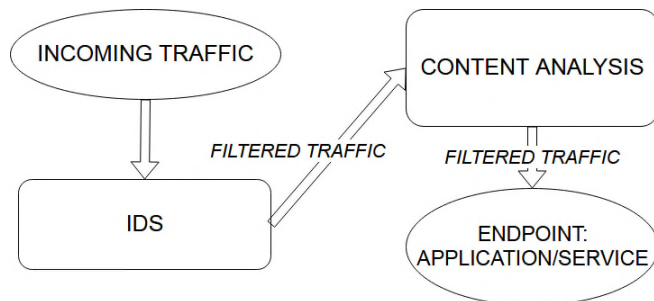 INCOMING TRAFFIC
IDS
FILTERED TRAFFIC
CONTENT ANALYSIS
FILTERED TRAFFIC
ENDPOINT:
APPLICATION/SERVICE